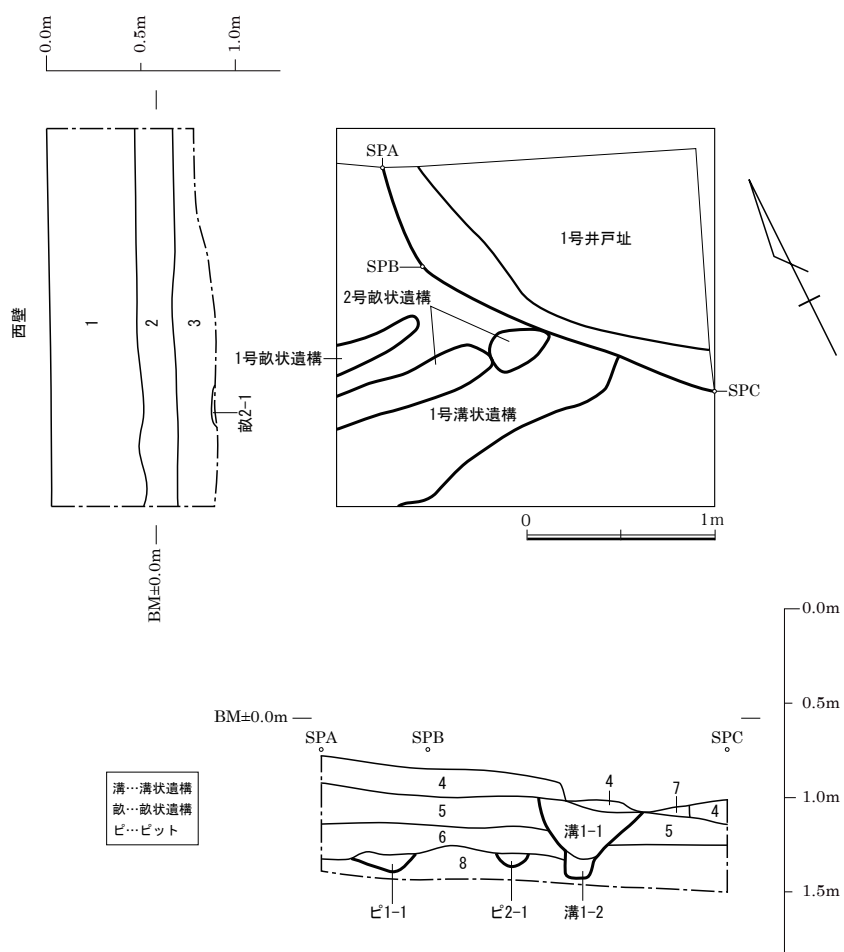 0.0m
0.5m
1.0m
西壁
1
2
3
畝2-1
BM±0.0m
SPA
SPB
SPC
1号井戸址
2号畝状遺構
1号畝状遺構
1号溝状遺構
0
1m
0.0m
0.5m
1.0m
1.5m
BM±0.0m
SPA
SPB
SPC
4
4
7
4
5
溝1-1
5
6
8
ピ1-1
ピ2-1
溝1-2
溝…溝状遺構
畝…畝状遺構
ピ…ピット